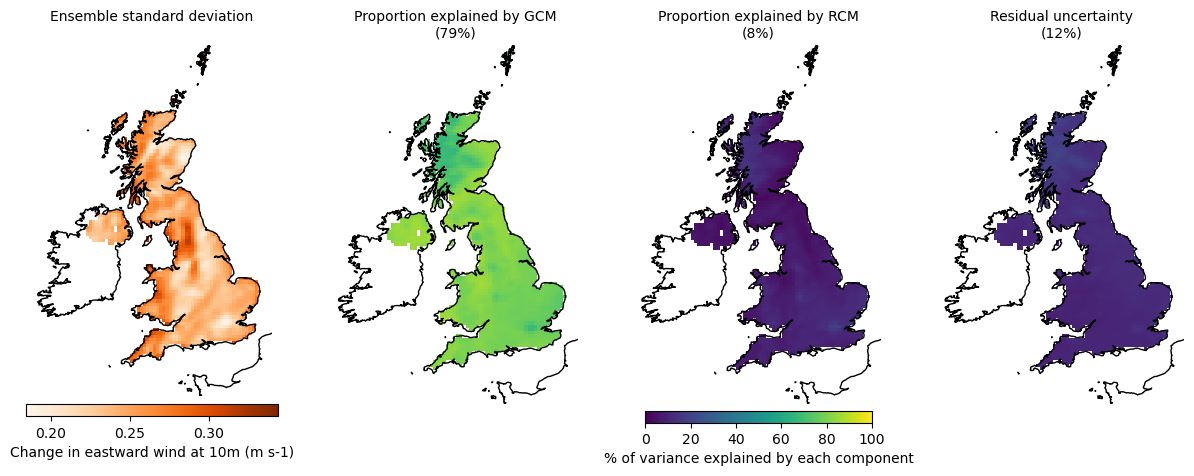 Ensemble standard deviation
Proportion explained by GCM
(79%)
Proportion explained by RCM
(8%)
Residual uncertainty
(12%)
0.20 0.25 0.30
Change in eastward wind at 10m (m s-1)
0 20 40 60 80 100
% of variance explained by each component